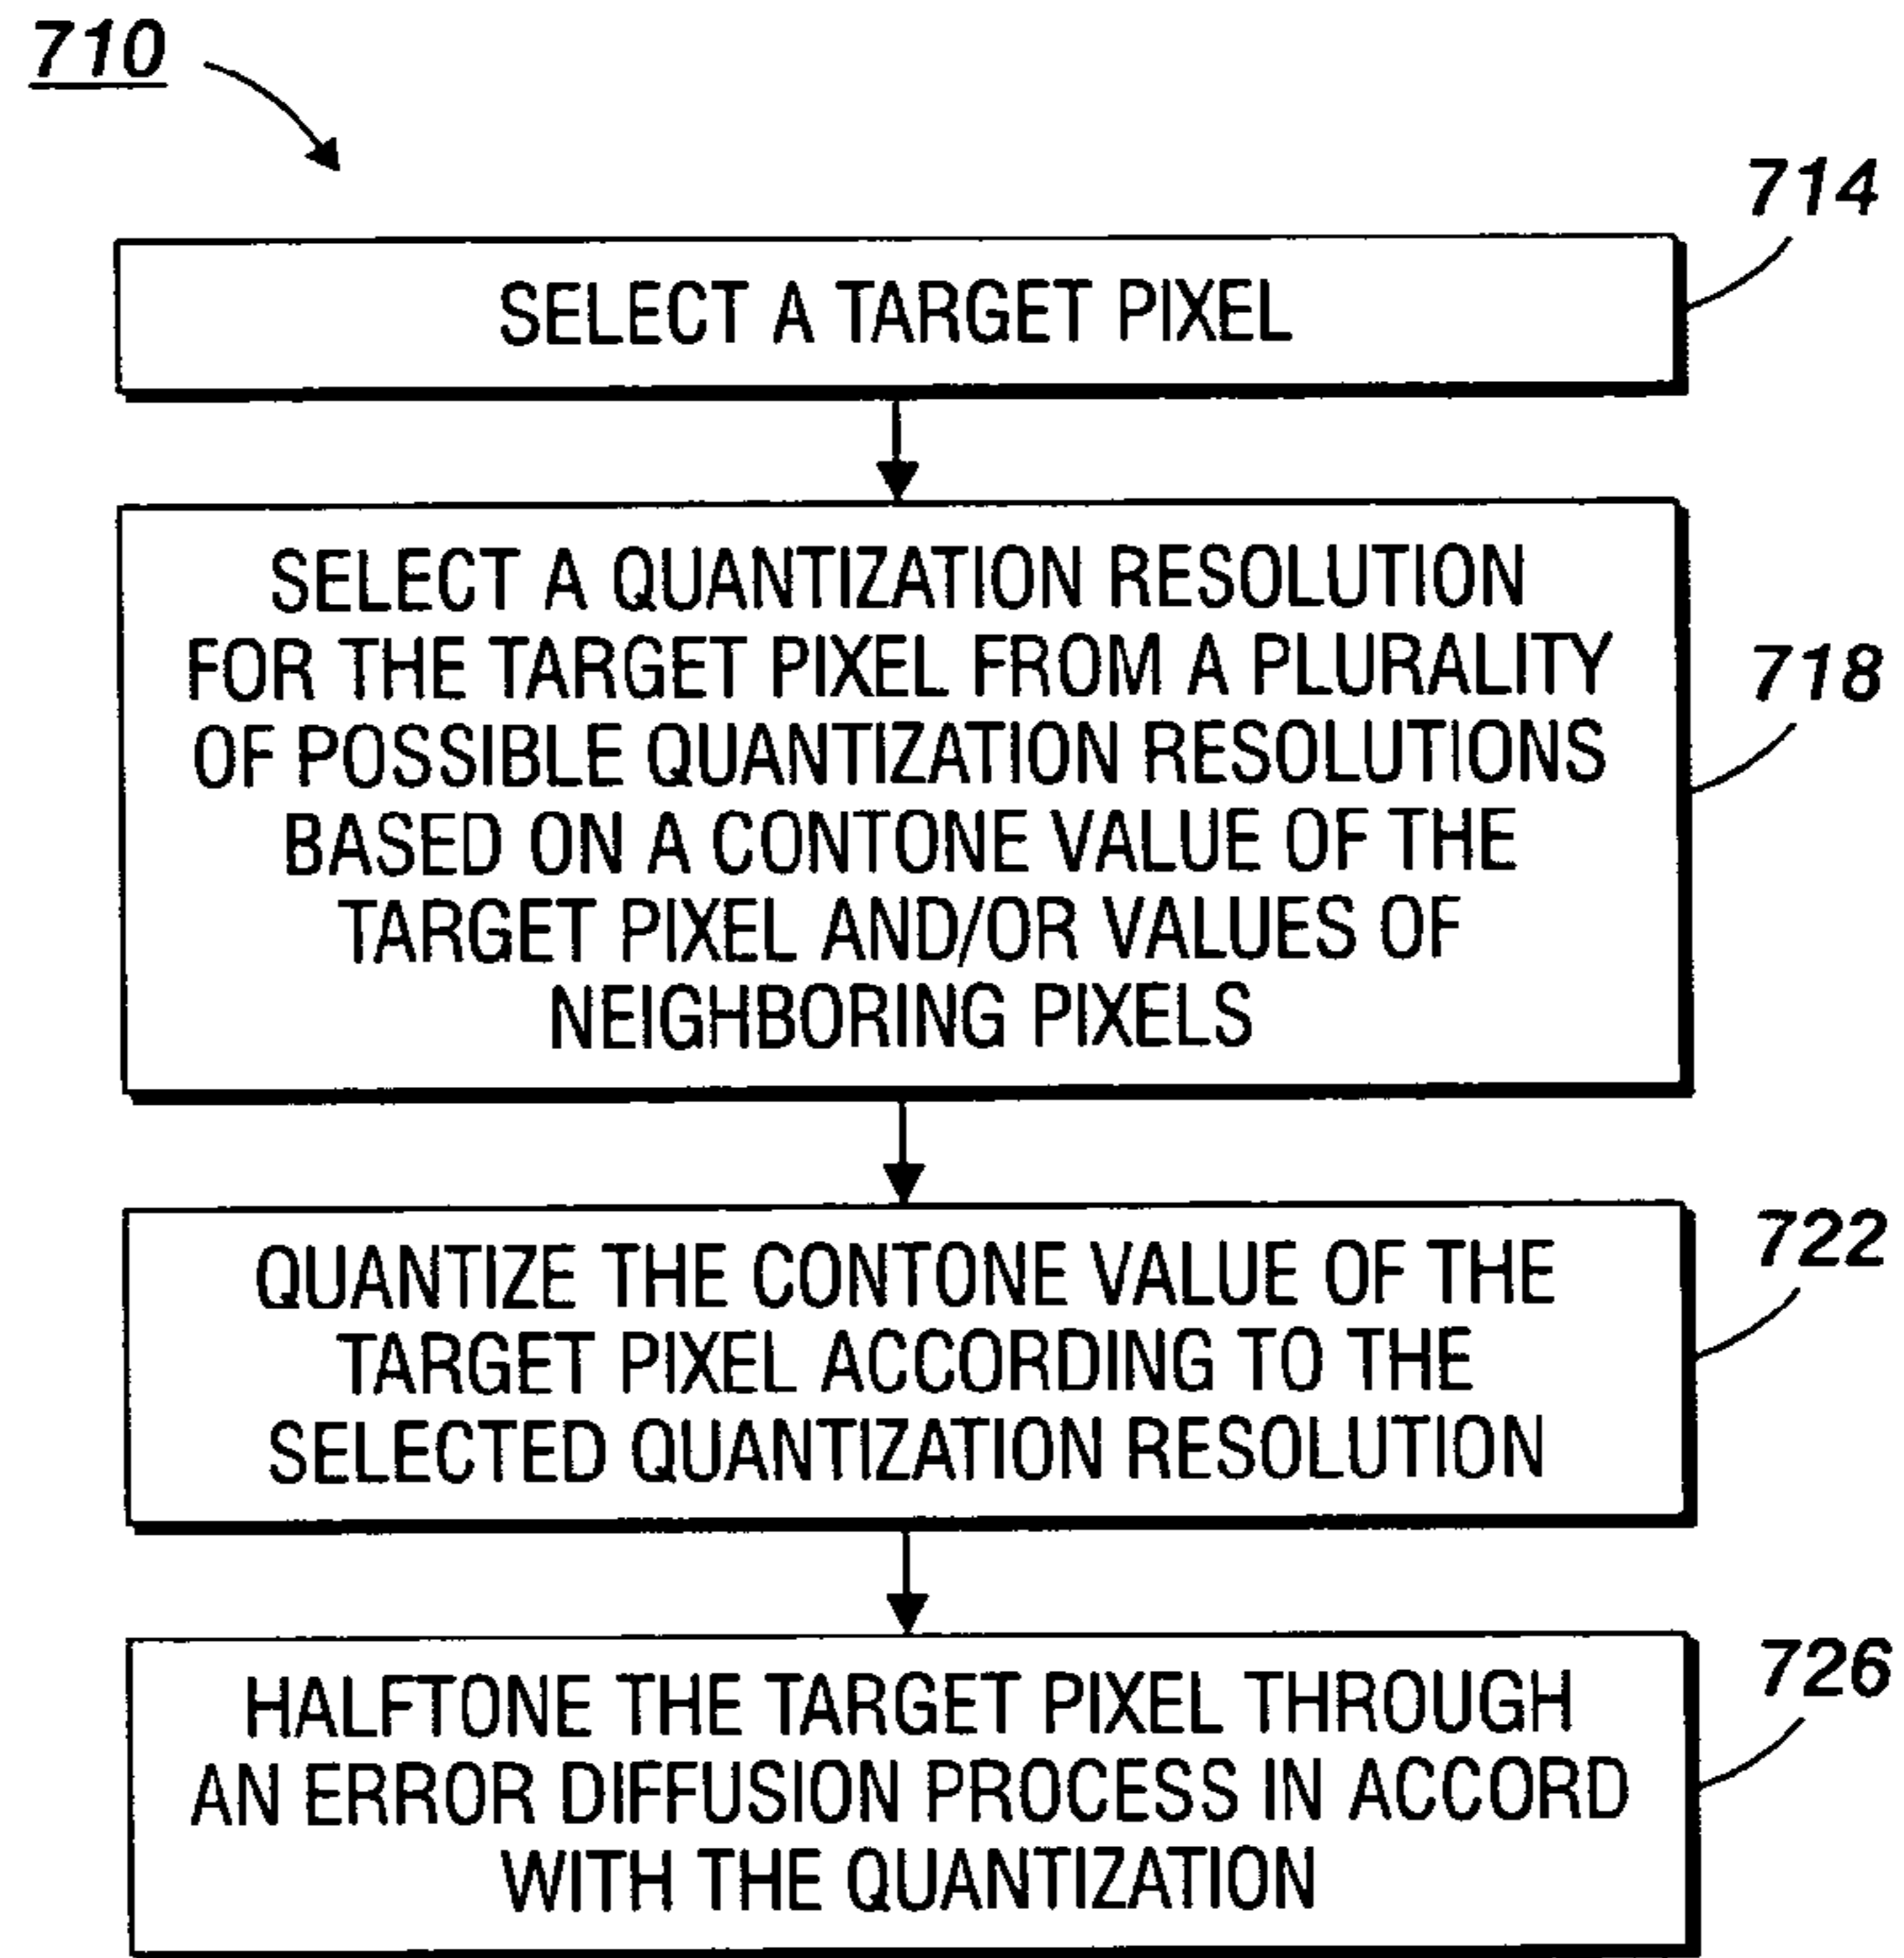 710
714
SELECT A TARGET PIXEL
SELECT A QUANTIZATION RESOLUTION
FOR THE TARGET PIXEL FROM A PLURALITY
OF POSSIBLE QUANTIZATION RESOLUTIONS
BASED ON A CONTONE VALUE OF THE
TARGET PIXEL AND/OR VALUES OF
NEIGHBORING PIXELS
718
QUANTIZE THE CONTONE VALUE OF THE
TARGET PIXEL ACCORDING TO THE
SELECTED QUANTIZATION RESOLUTION
722
HALFTONE THE TARGET PIXEL THROUGH
AN ERROR DIFFUSION PROCESS IN ACCORD
WITH THE QUANTIZATION
726